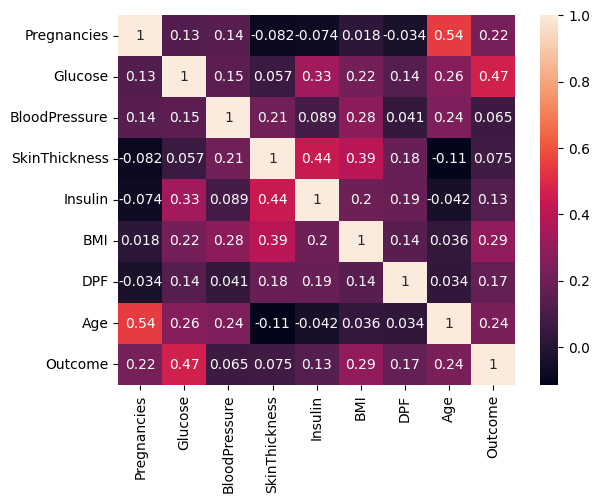 Pregnancies 1 0.13 0.14 -0.082 -0.074 0.018 -0.034 0.54 0.22
Glucose 0.13 1 0.15 0.057 0.33 0.22 0.14 0.26 0.47
BloodPressure 0.14 0.15 1 0.21 0.089 0.28 0.041 0.24 0.065
SkinThickness -0.082 0.057 0.21 1 0.44 0.39 0.18 -0.11 0.075
Insulin -0.074 0.33 0.089 0.44 1 0.2 0.19 -0.042 0.13
BMI 0.018 0.22 0.28 0.39 0.2 1 0.14 0.036 0.29
DPF -0.034 0.14 0.041 0.18 0.19 0.14 1 0.034 0.17
Age 0.54 0.26 0.24 -0.11 -0.042 0.036 0.034 1 0.24
Outcome 0.22 0.47 0.065 0.075 0.13 0.29 0.17 0.24 1
Pregnancies
Glucose
BloodPressure
SkinThickness
Insulin
BMI
DPF
Age
Outcome
1.0
0.8
0.6
0.4
0.2
0.0